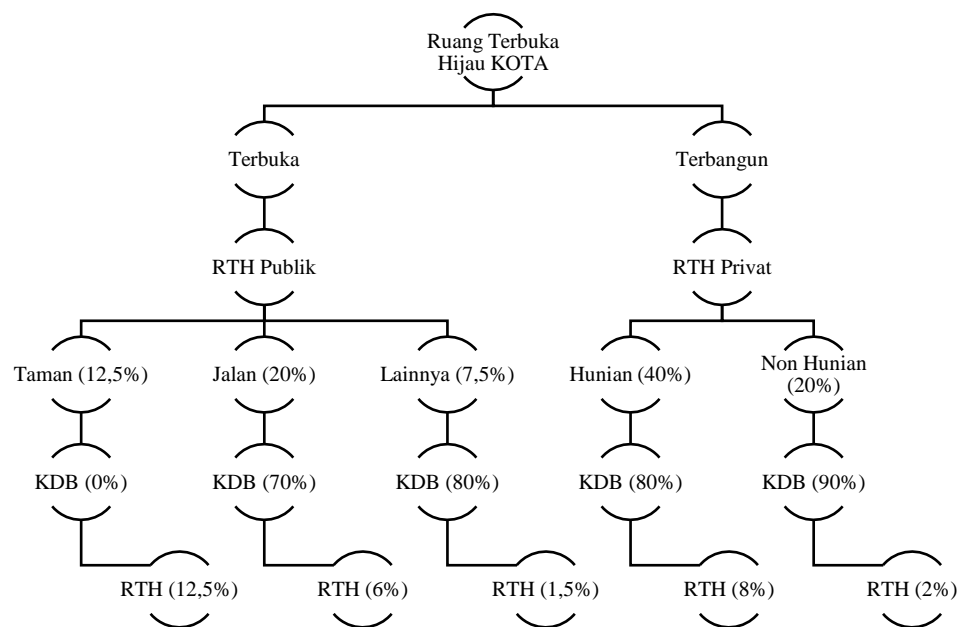 Ruang Terbuka
Hijau KOTA
Terbuka
Terbangun
RTH Publik
RTH Privat
Taman (12,5%)
Jalan (20%)
Lainnya (7,5%)
Hunian (40%)
Non Hunian
(20%)
KDB (0%)
KDB (70%)
KDB (80%)
KDB (80%)
KDB (90%)
RTH (12,5%)
RTH (6%)
RTH (1,5%)
RTH (8%)
RTH (2%)